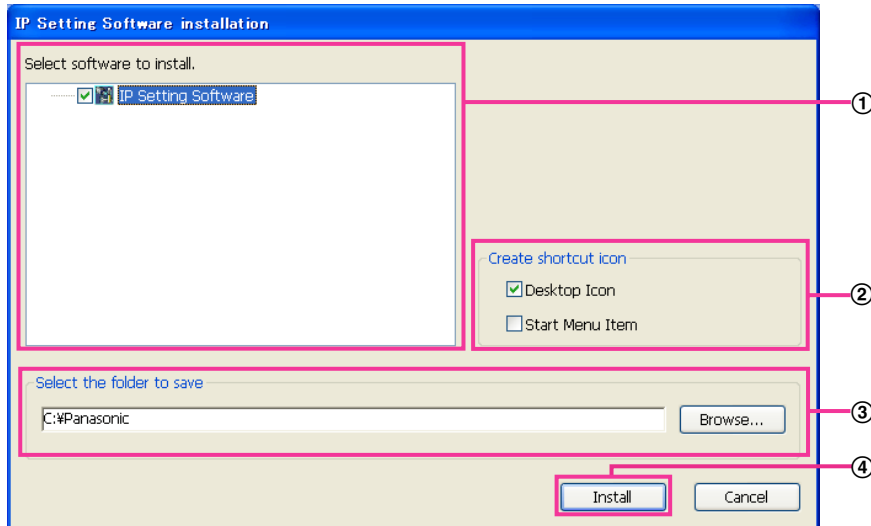 IP Setting Software installation
Select software to install.
IP Setting Software
①
Create shortcut icon
Desktop Icon
②
Start Menu Item
Select the folder to save
C:¥Panasonic
Browse...
③
④
Install
Cancel